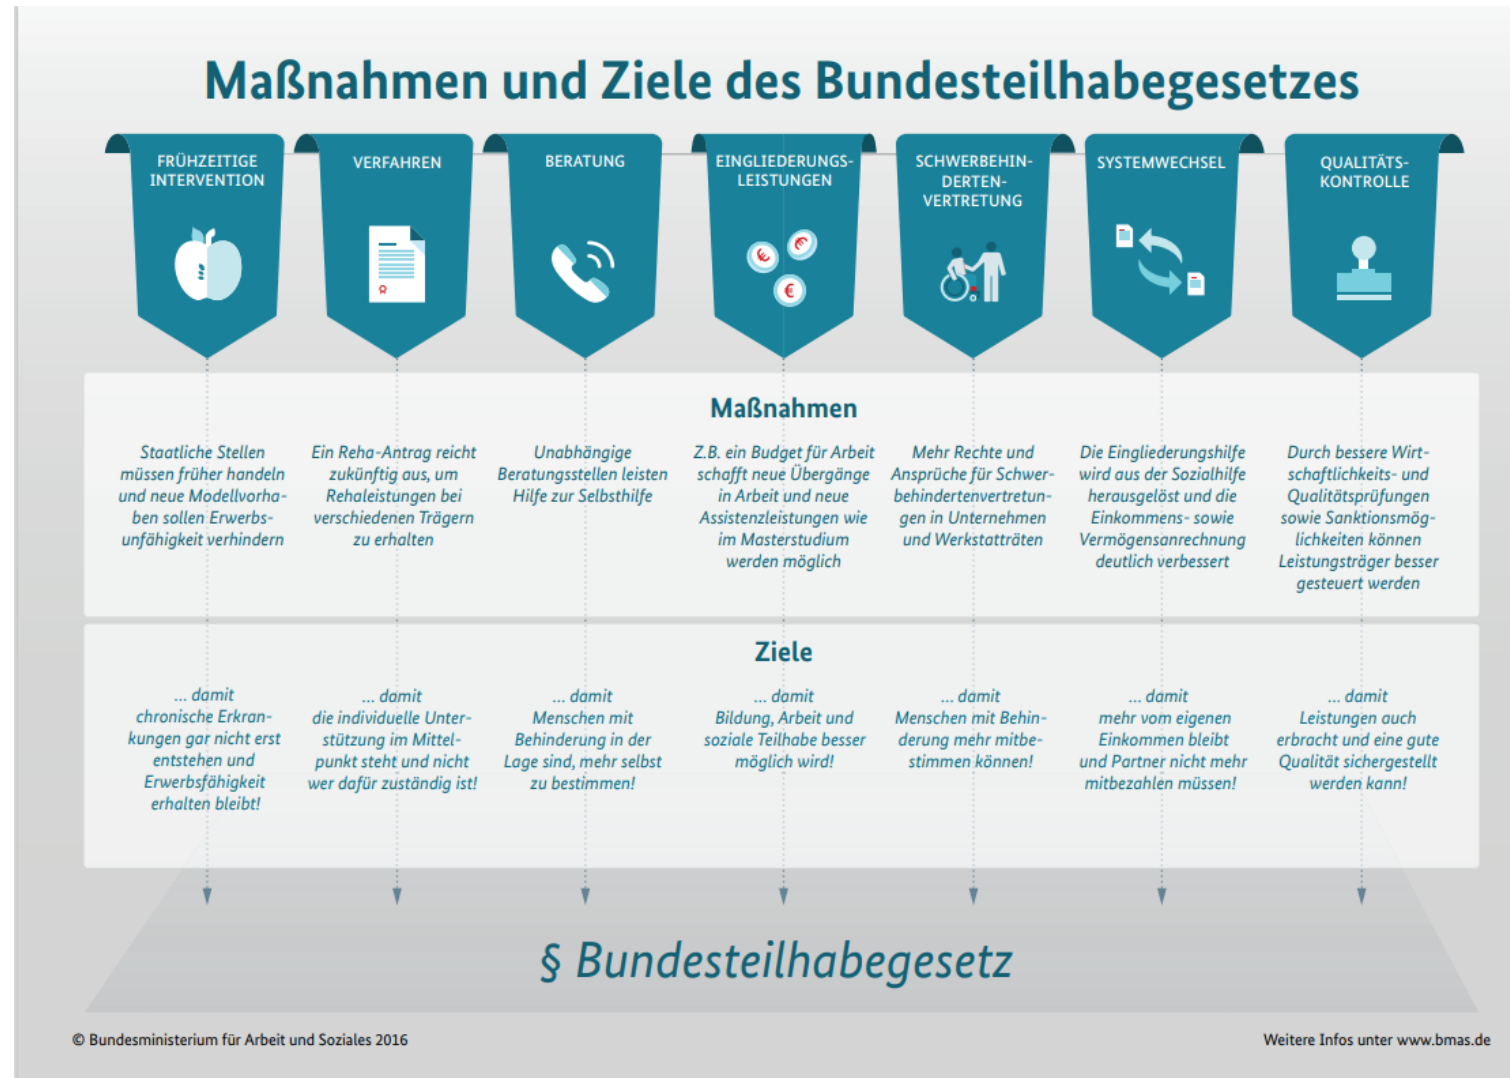 Maßnahmen und Ziele des Bundesteilhabegesetzes
FRÜHZEITIGE
INTERVENTION
VERFAHREN
BERATUNG
EINGLIEDERUNGS-
LEISTUNGEN
SCHWERBEHIN-
DERTEN-
VERTRETUNG
SYSTEMWECHSEL
QUALITÄTS-
KONTROLLE
€
€
€
Maßnahmen
Staatliche Stellen
müssen früher handeln
und neue Modellvorha-
ben sollen Erwerbs-
unfähigkeit verhindern
Ein Reha-Antrag reicht
zukünftig aus, um
Rehaleistungen bei
verschiedenen Trägern
zu erhalten
Unabhängige
Beratungsstellen leisten
Hilfe zur Selbsthilfe
Z.B. ein Budget für Arbeit
schafft neue Übergänge
in Arbeit und neue
Assistenzleistungen wie
im Masterstudium
werden möglich
Mehr Rechte und
Ansprüche für Schwer-
behindertenvertretun-
gen in Unternehmen
und Werkstatträten
Die Eingliederungshilfe
wird aus der Sozialhilfe
herausgelöst und die
Einkommens- sowie
Vermögensanrechnung
deutlich verbessert
Durch bessere Wirt-
schaftlichkeits- und
Qualitätsprüfungen
sowie Sanktionsmög-
lichkeiten können
Leistungsträger besser
gesteuert werden
Ziele
... damit
chronische Erkran-
kungen gar nicht erst
entstehen und
Erwerbsfähigkeit
erhalten bleibt!
... damit
die individuelle Unter-
stützung im Mittel-
punkt steht und nicht
wer dafür zuständig ist!
... damit
Menschen mit
Behinderung in der
Lage sind, mehr selbst
zu bestimmen!
... damit
Bildung, Arbeit und
soziale Teilhabe besser
möglich wird!
... damit
Menschen mit Behin-
derung mehr mitbe-
stimmen können!
... damit
mehr vom eigenen
Einkommen bleibt
und Partner nicht mehr
mitbezahlen müssen!
... damit
Leistungen auch
erbracht und eine gute
Qualität sichergestellt
werden kann!
§ Bundesteilhabegesetz
© Bundesministerium für Arbeit und Soziales 2016
Weitere Infos unter www.bmas.de